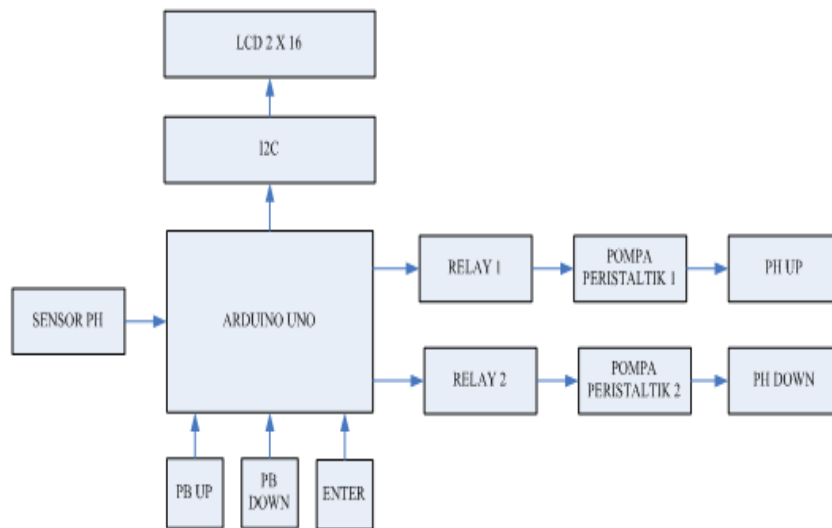 LCD 2 X 16
I2C
ARDUINO UNO
SENSOR PH
RELAY 1
POMPA
PERISTALTIK 1
PH UP
RELAY 2
POMPA
PERISTALTIK 2
PH DOWN
PB UP
PB
DOWN
ENTER